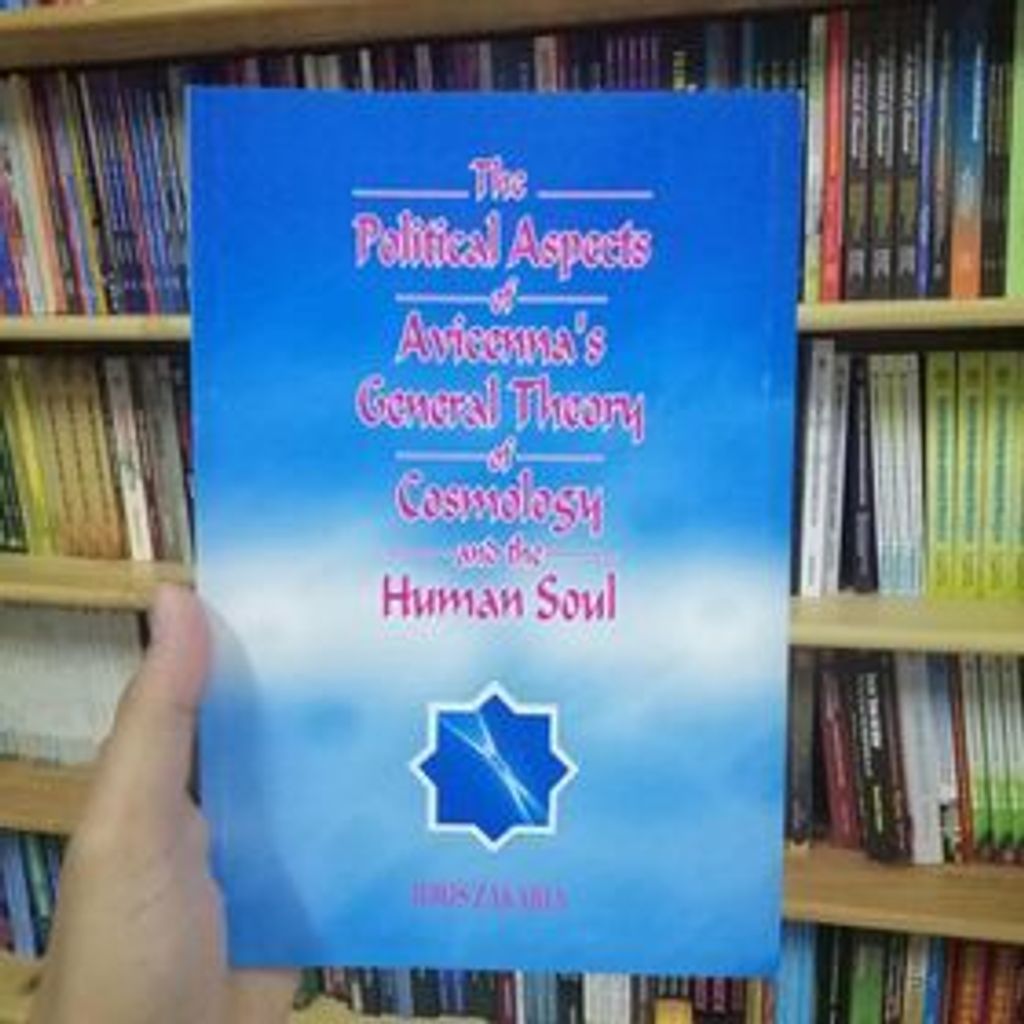 The
Political Aspects
of
Avicenna's
General Theory
of
Cosmology
and the
Human Soul
IDRIS ZAKARIA